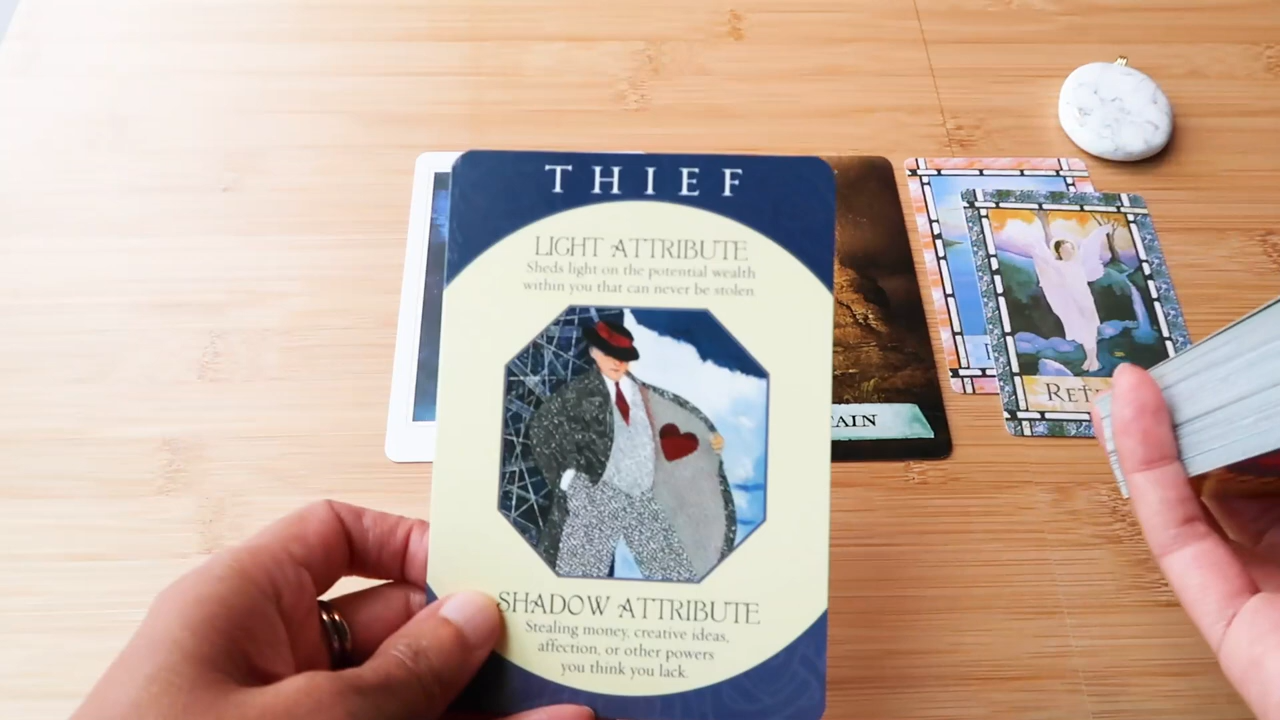 THIEF
LIGHT ATTRIBUTE
Sheds light on the potential wealth
within you that can never be stolen.
SHADOW ATTRIBUTE
Stealing money, creative ideas,
affection, or other powers
you think you lack.
AIN
RET